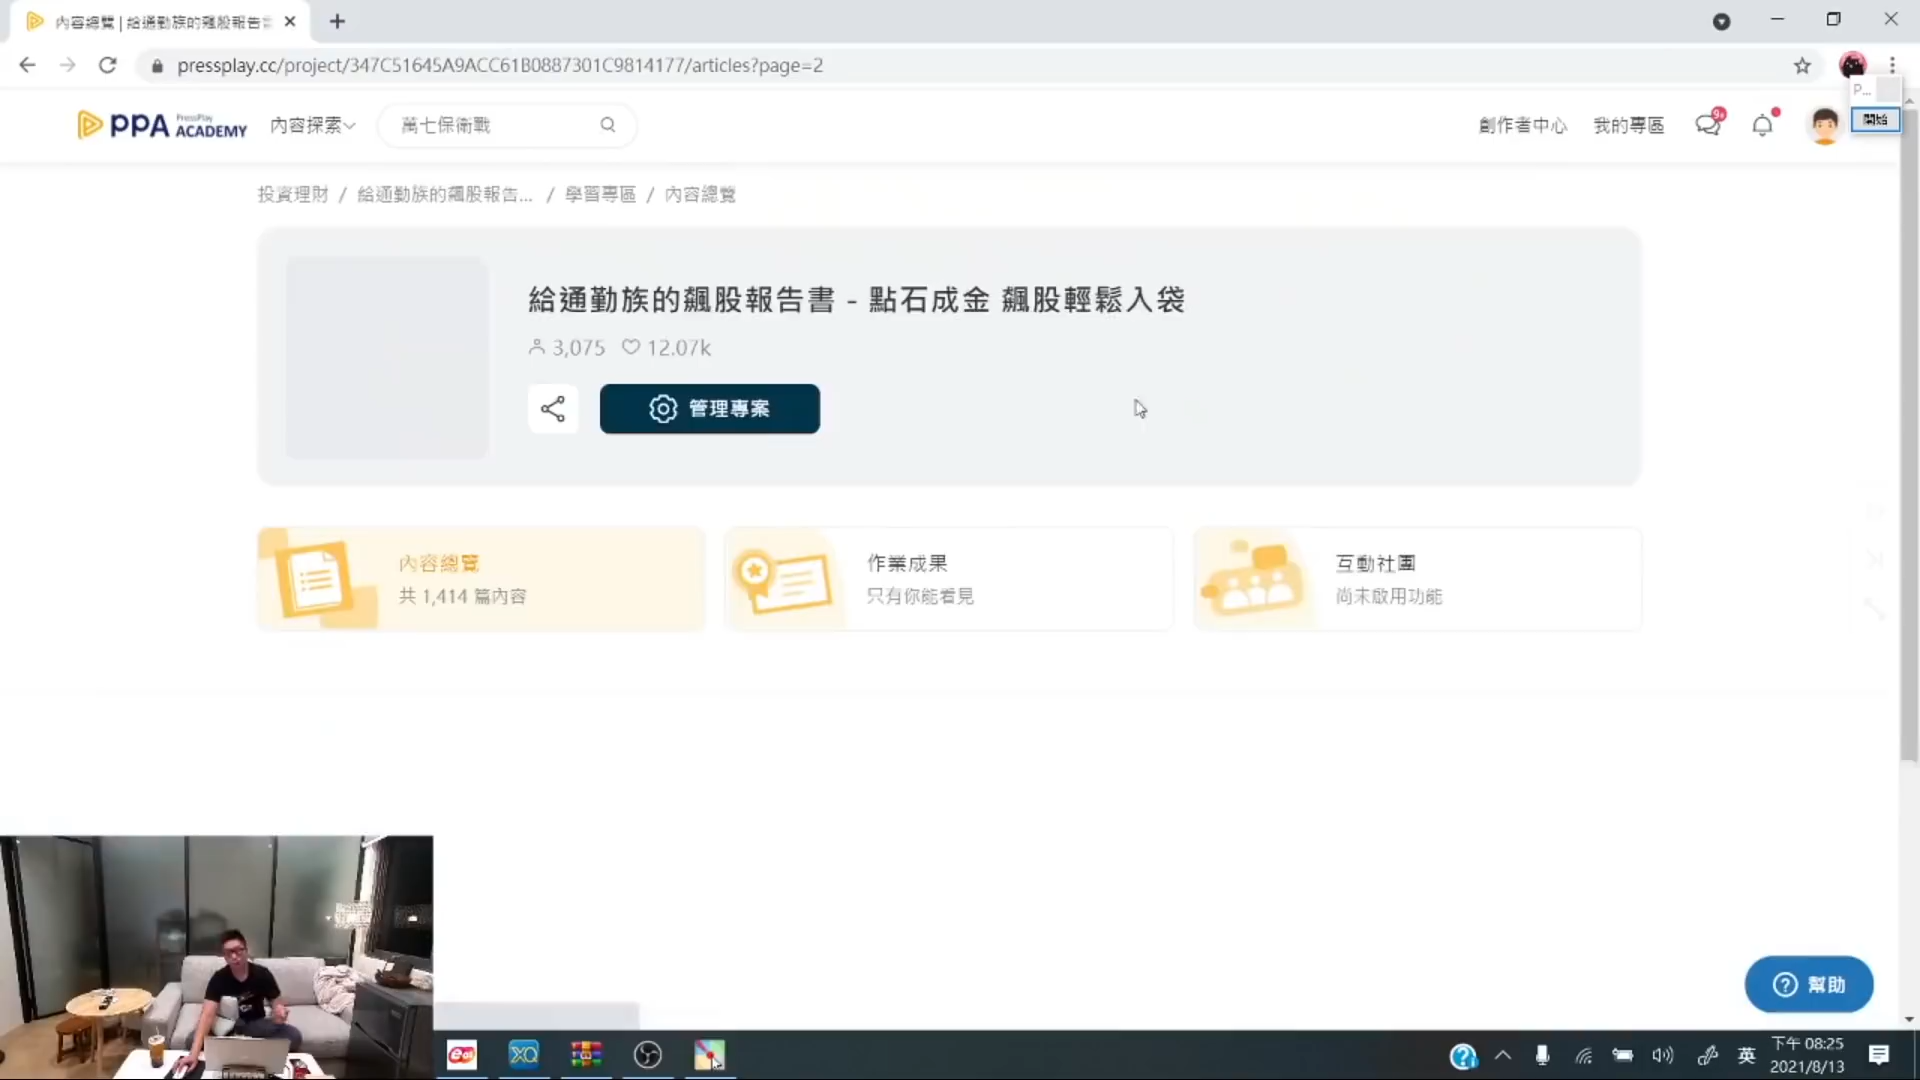 內容總覽 | 給通勤族的飆股報告書
pressplay.cc/project/347C51645A9ACC61B0887301C9814177/articles?page=2
P...
開始
PPA PressPlay ACADEMY
內容探索
萬七保衛戰
創作者中心
我的專區
9+
投資理財 / 給通勤族的飆股報告... / 學習專區 / 內容總覽
給通勤族的飆股報告書 - 點石成金 飆股輕鬆入袋
3,075 12.07k
管理專案
內容總覽
共 1,414 篇內容
作業成果
只有你能看見
互動社團
尚未啟用功能
幫助
XQ
英
下午 08:25
2021/8/13